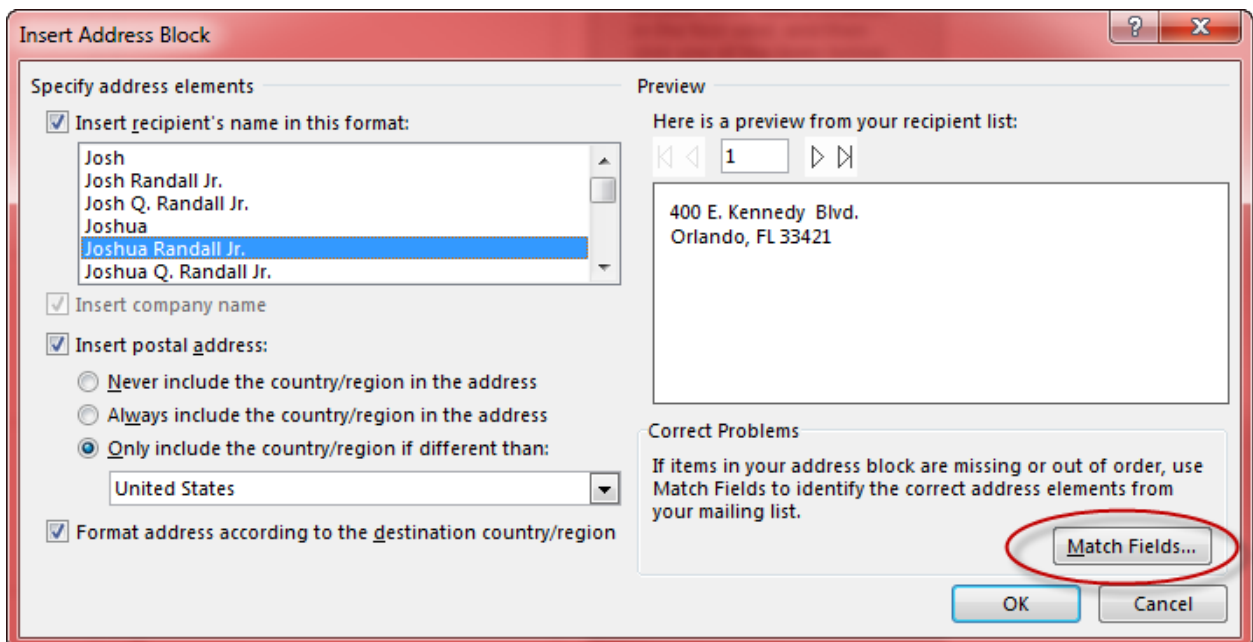 Insert Address Block
Specify address elements
Insert recipient's name in this format:
Josh
Josh Randall Jr.
Josh Q. Randall Jr.
Joshua
Joshua Randall Jr.
Joshua Q. Randall Jr.
Insert company name
Insert postal address:
Never include the country/region in the address
Always include the country/region in the address
Only include the country/region if different than:
United States
Format address according to the destination country/region
Preview
Here is a preview from your recipient list:
1
400 E. Kennedy  Blvd.
Orlando, FL 33421
Correct Problems
If items in your address block are missing or out of order, use
Match Fields to identify the correct address elements from
your mailing list.
Match Fields...
OK
Cancel